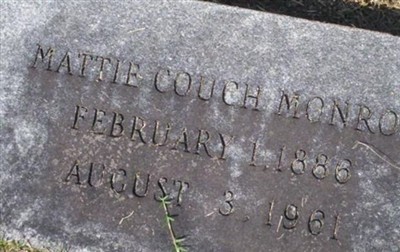 MATTIE COUCH MONRO
FEBRUARY 1, 1886
AUGUST 3, 1961